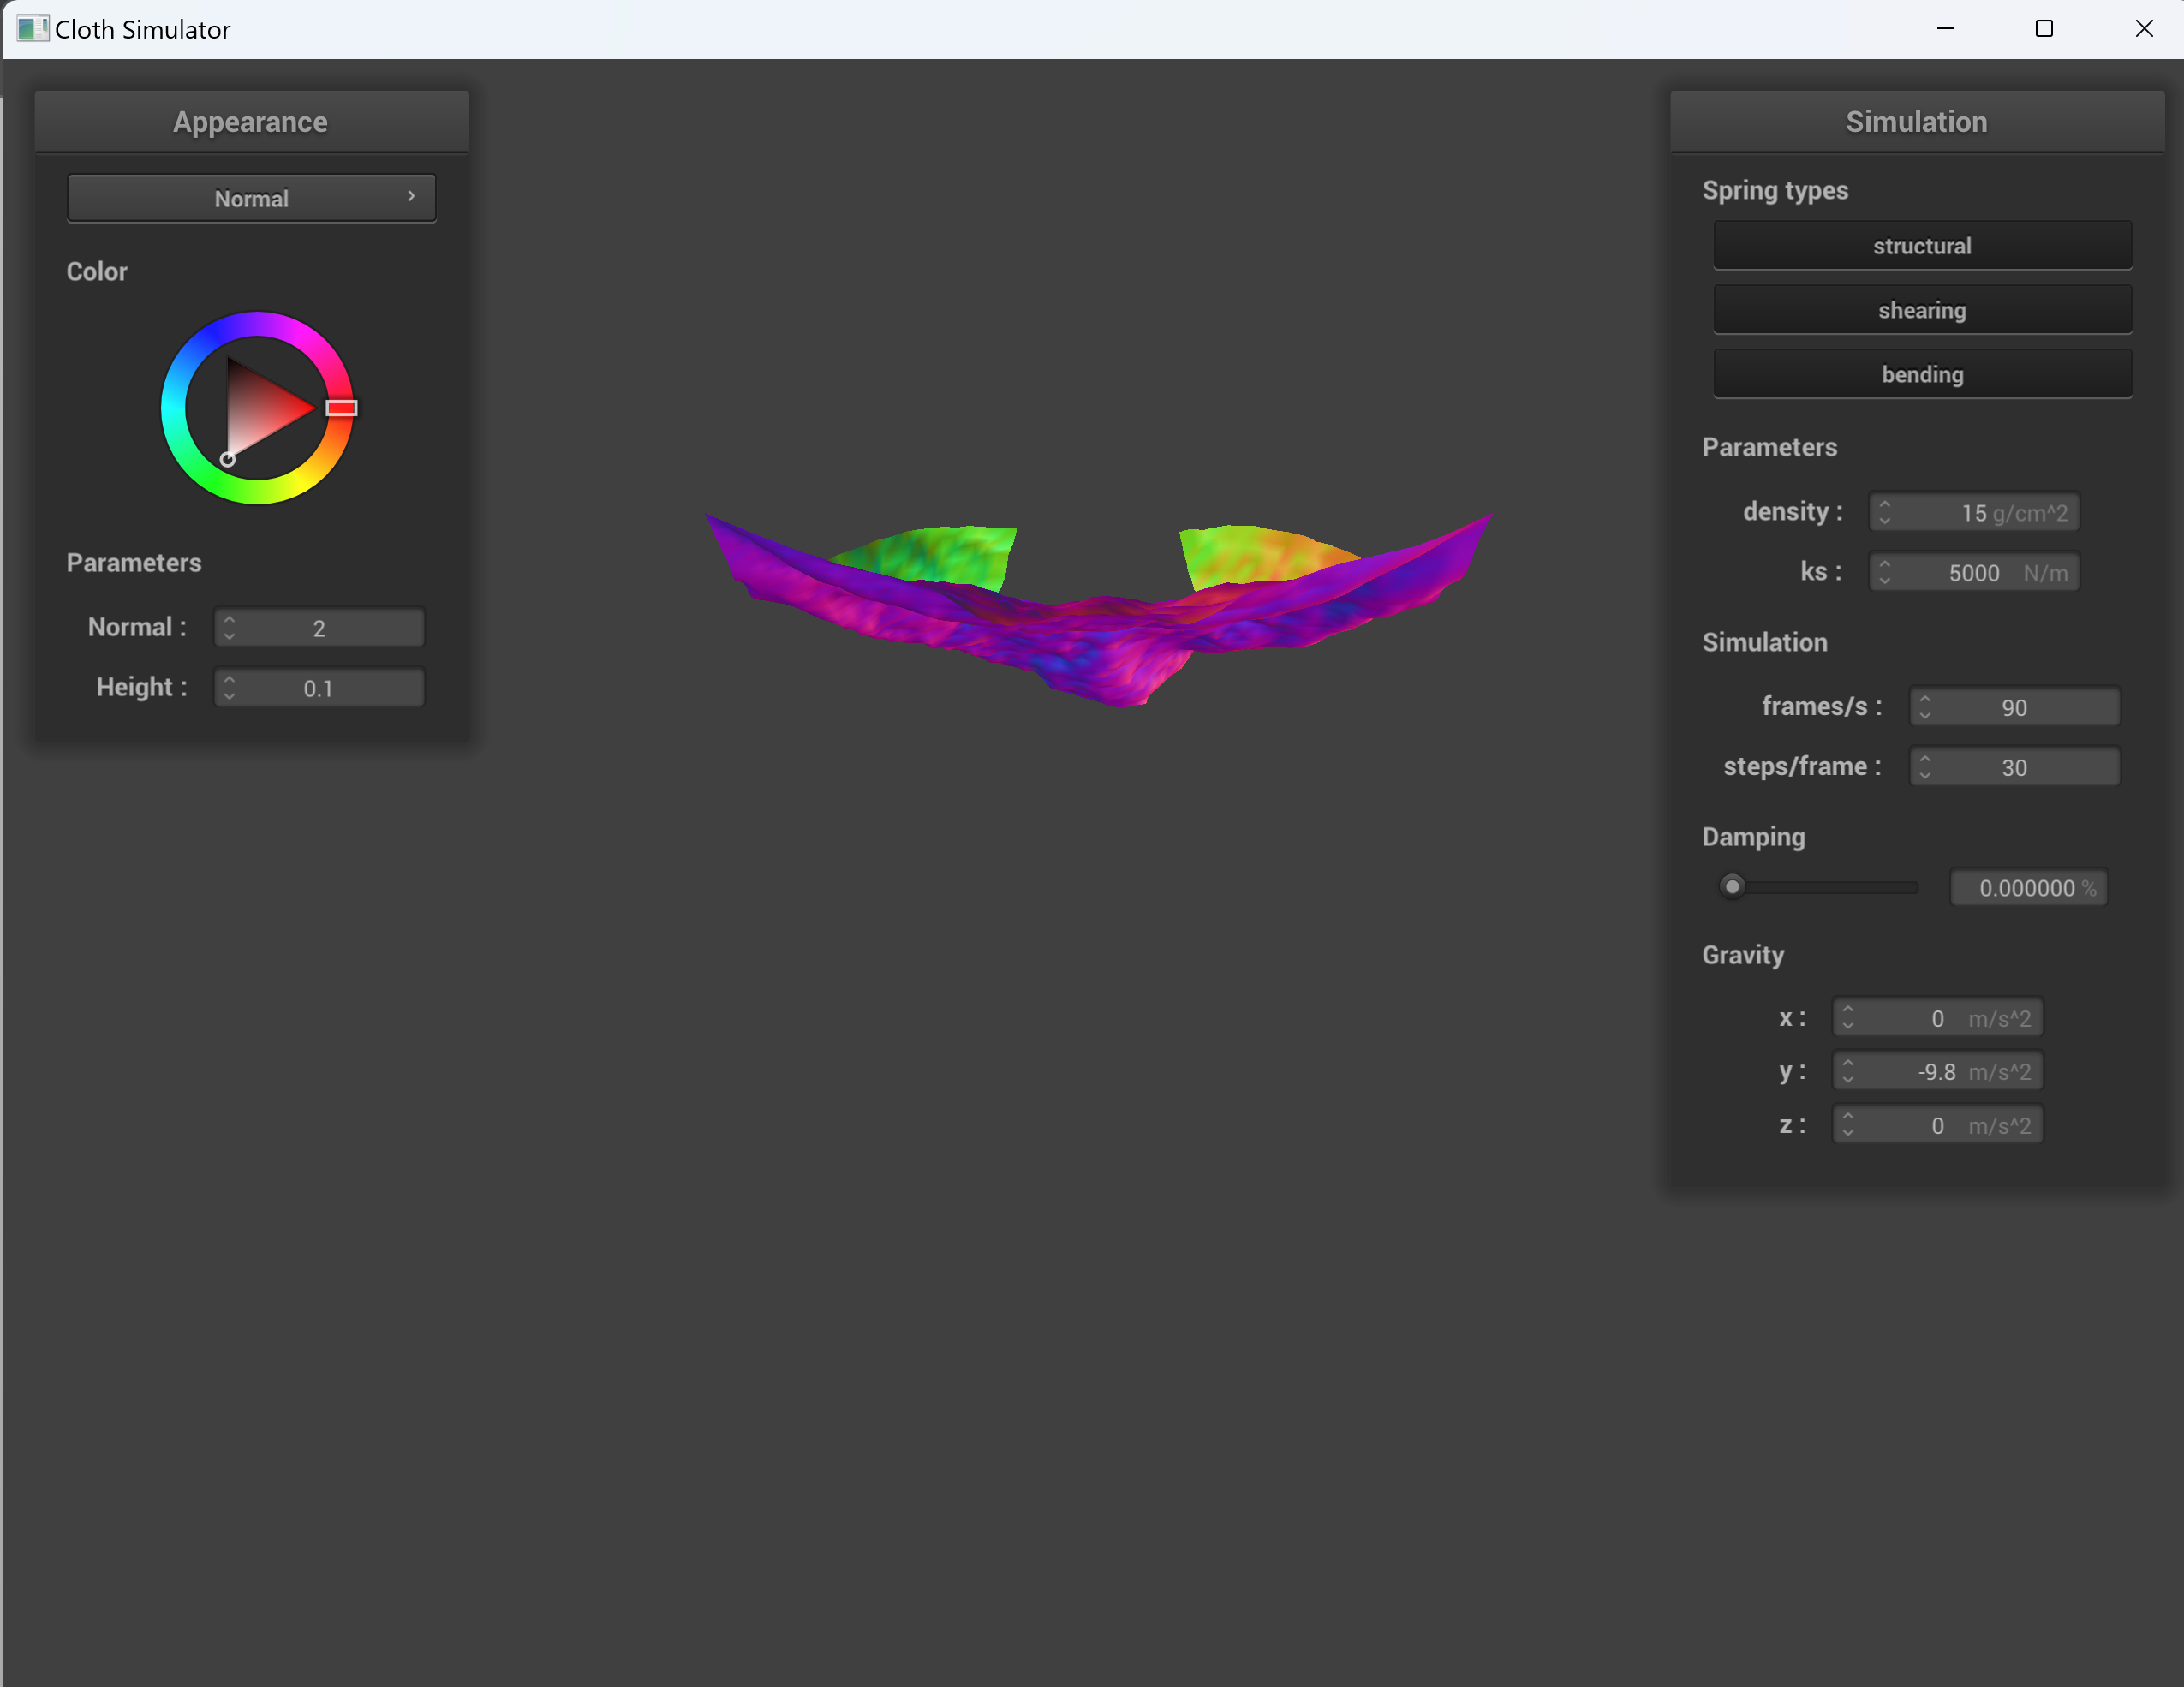 Cloth Simulator
Appearance
Normal
Color
Parameters
Normal :
2
Height :
0.1
Simulation
Spring types
structural
shearing
bending
Parameters
density :
15 g/cm^2
ks :
5000 N/m
Simulation
frames/s :
90
steps/frame :
30
Damping
0.000000 %
Gravity
x :
0 m/s^2
y :
-9.8 m/s^2
z :
0 m/s^2